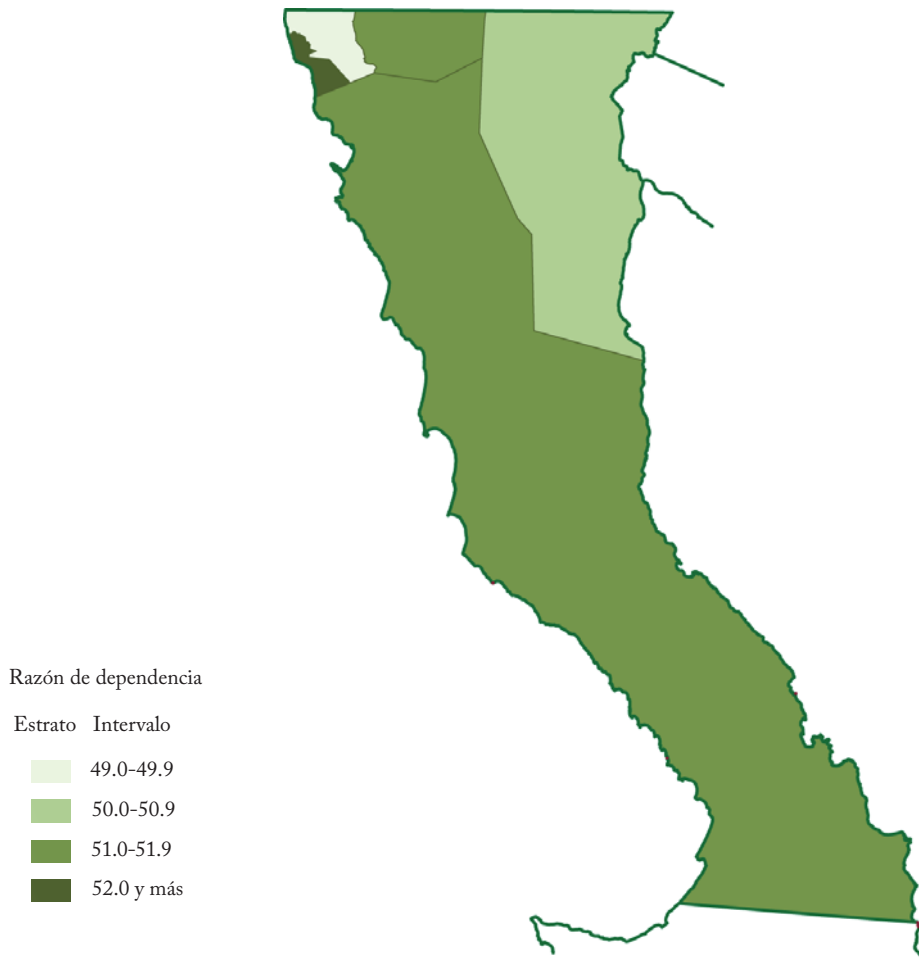 Razón de dependencia
Estrato Intervalo
49.0-49.9
50.0-50.9
51.0-51.9
52.0 y más